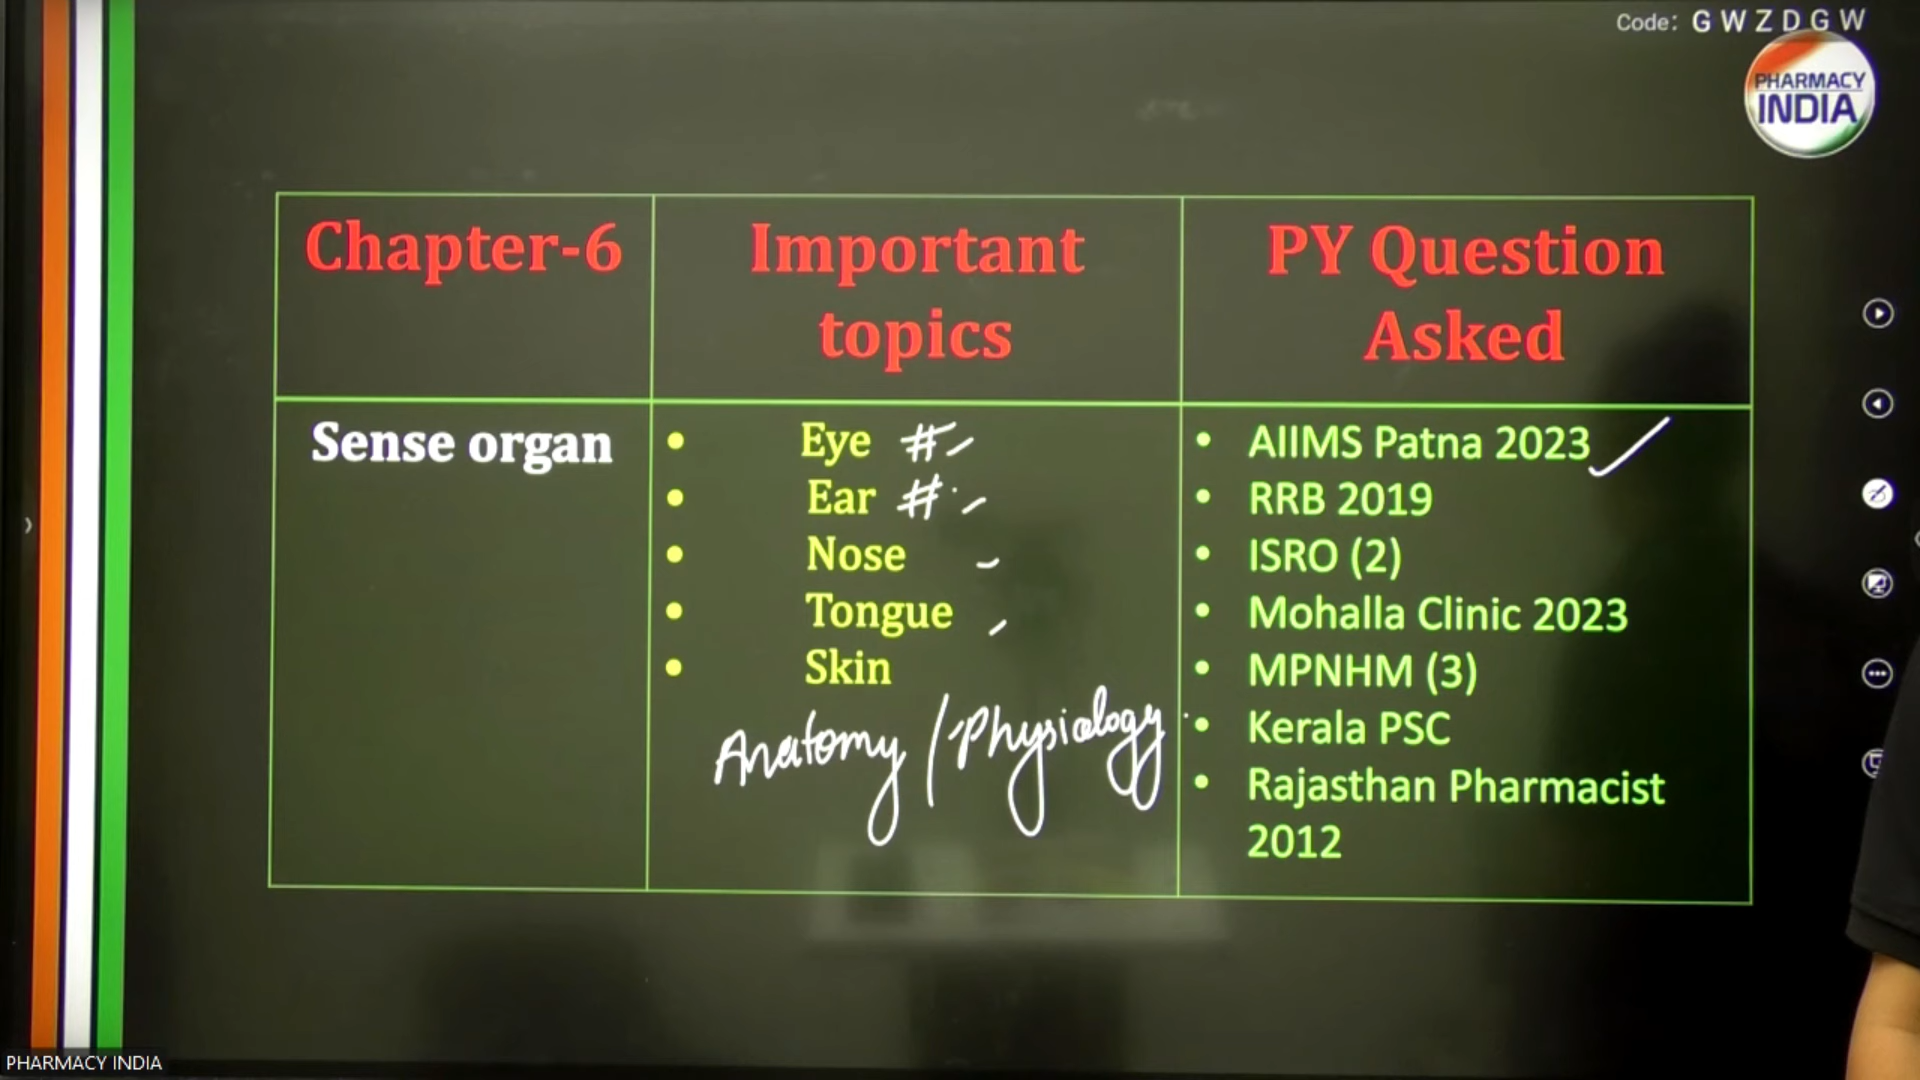 Code: GWZDGW
PHARMACY
INDIA
Chapter-6
Important
topics
PY Question
Asked
Sense organ
• Eye #
• Ear #
• Nose
• Tongue
• Skin
Anatomy / Physiology
• AIIMS Patna 2023
• RRB 2019
• ISRO (2)
• Mohalla Clinic 2023
• MPNHM (3)
• Kerala PSC
• Rajasthan Pharmacist
2012
PHARMACY INDIA